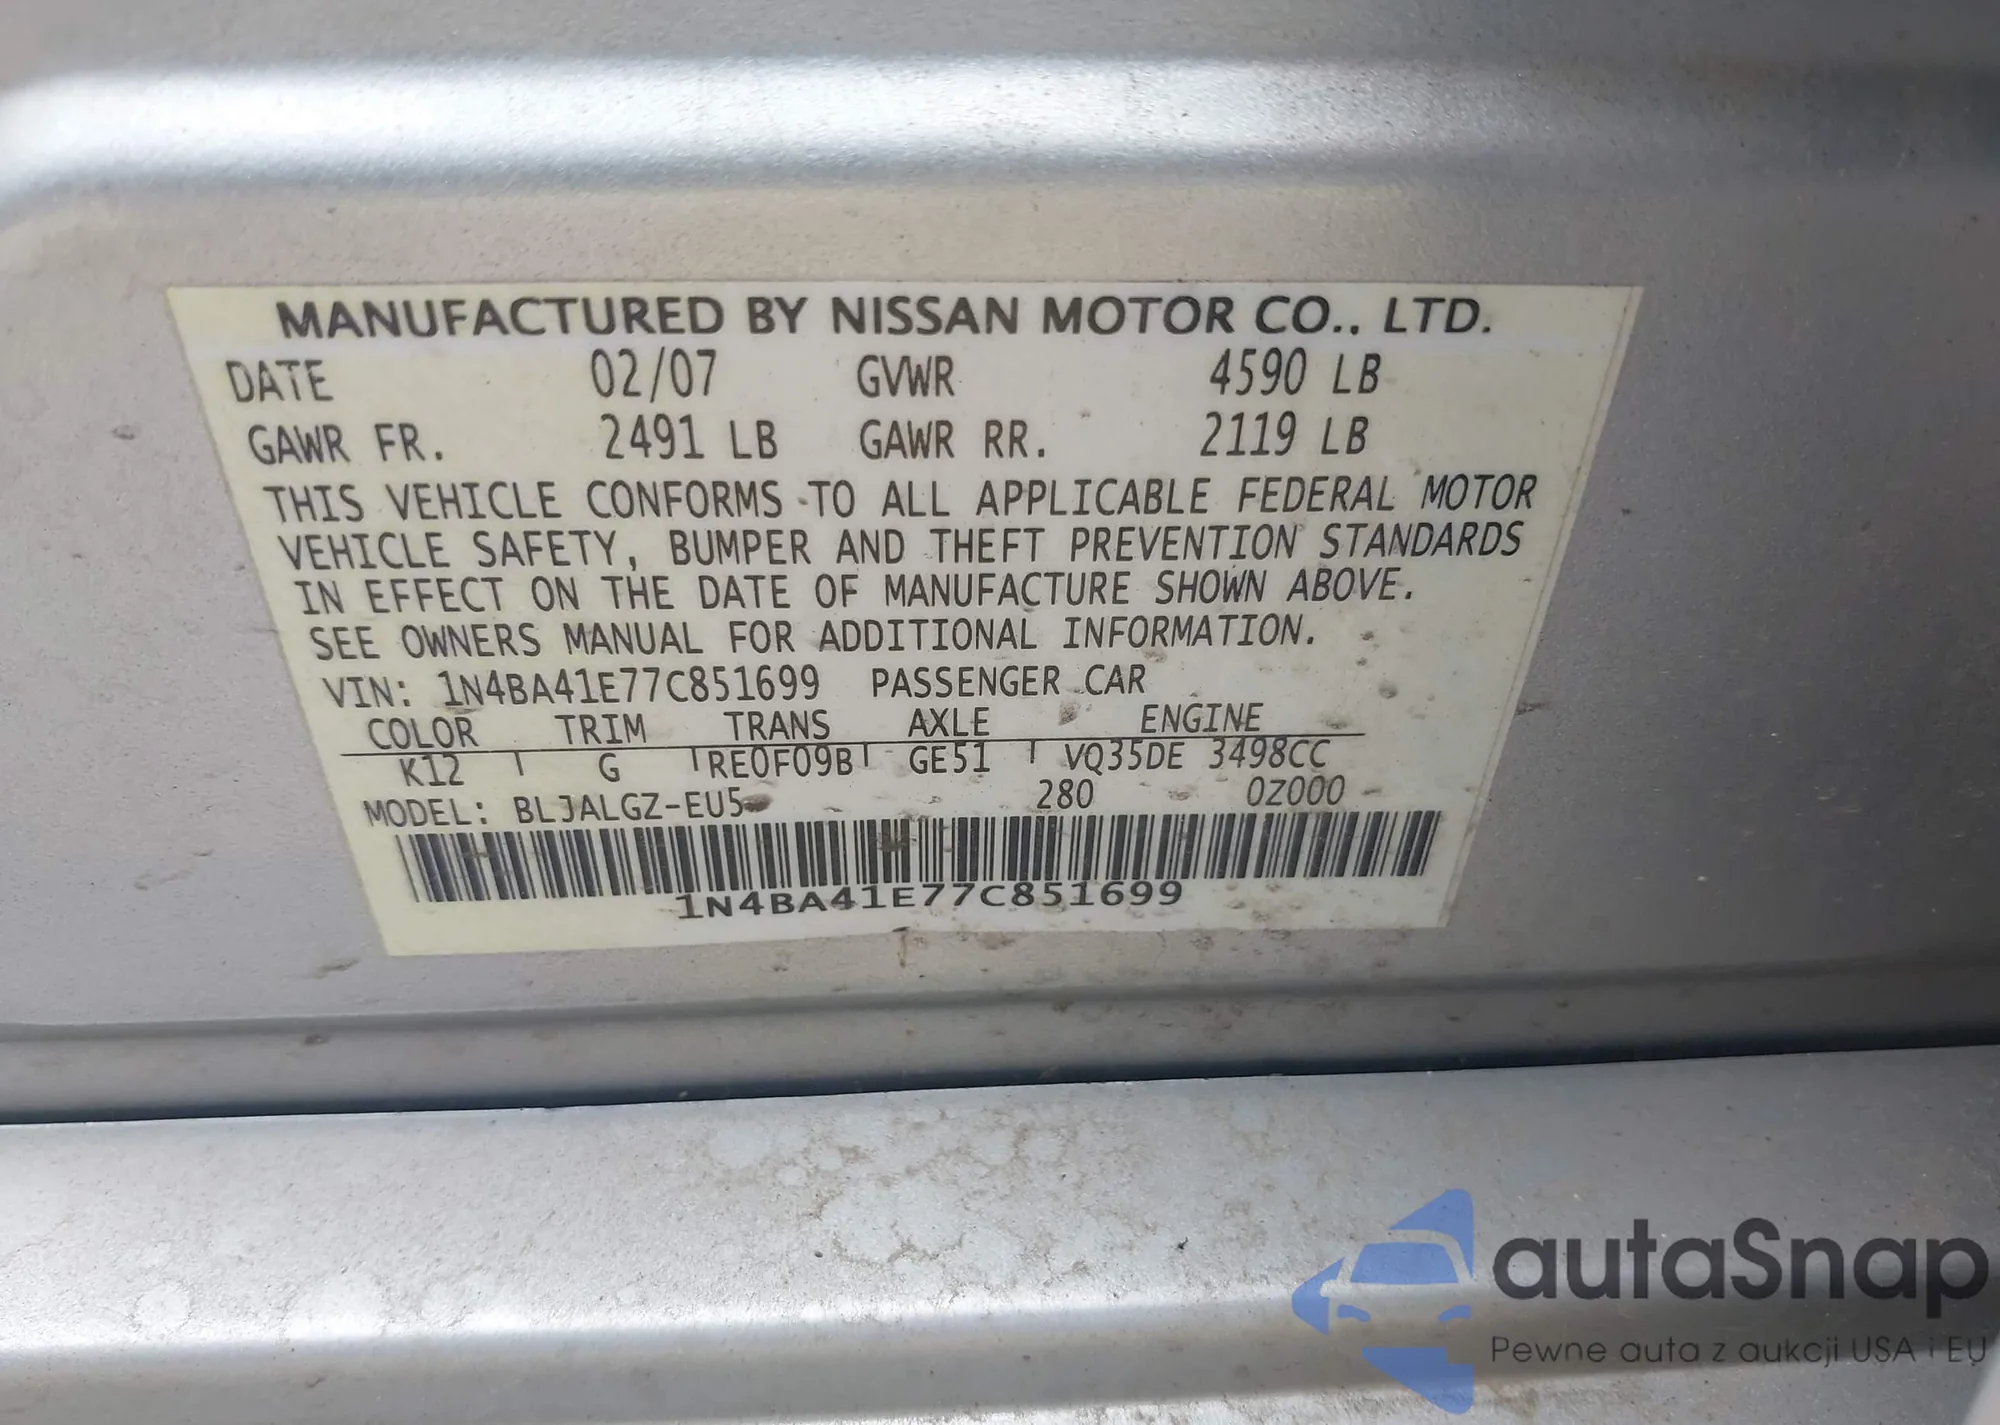 MANUFACTURED BY NISSAN MOTOR CO., LTD.
DATE 02/07 GVWR 4590 LB
GAWR FR. 2491 LB GAWR RR. 2119 LB
THIS VEHICLE CONFORMS TO ALL APPLICABLE FEDERAL MOTOR
VEHICLE SAFETY, BUMPER AND THEFT PREVENTION STANDARDS
IN EFFECT ON THE DATE OF MANUFACTURE SHOWN ABOVE.
SEE OWNERS MANUAL FOR ADDITIONAL INFORMATION.
VIN: 1N4BA41E77C851699 PASSENGER CAR
COLOR TRIM TRANS AXLE ENGINE
K12 G RE0F09B GE51 VQ35DE 3498CC
MODEL: BLJALGZ-EU5 280 0Z000
1N4BA41E77C851699
autaSnap
Pewne auta z aukcji USA i EU